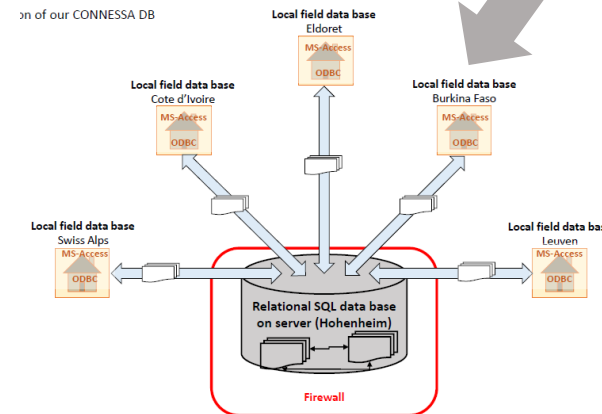 on of our CONNESSA DB
Local field data base
Eldoret
MS-Access
ODBC
Local field data base
Cote d'Ivoire
MS-Access
ODBC
Local field data base
Burkina Faso
MS-Access
ODBC
Local field data base
Swiss Alps
MS-Access
ODBC
Local field data bas
Leuven
MS-Access
ODBC
Relational SQL data base
on server (Hohenheim)
Firewall